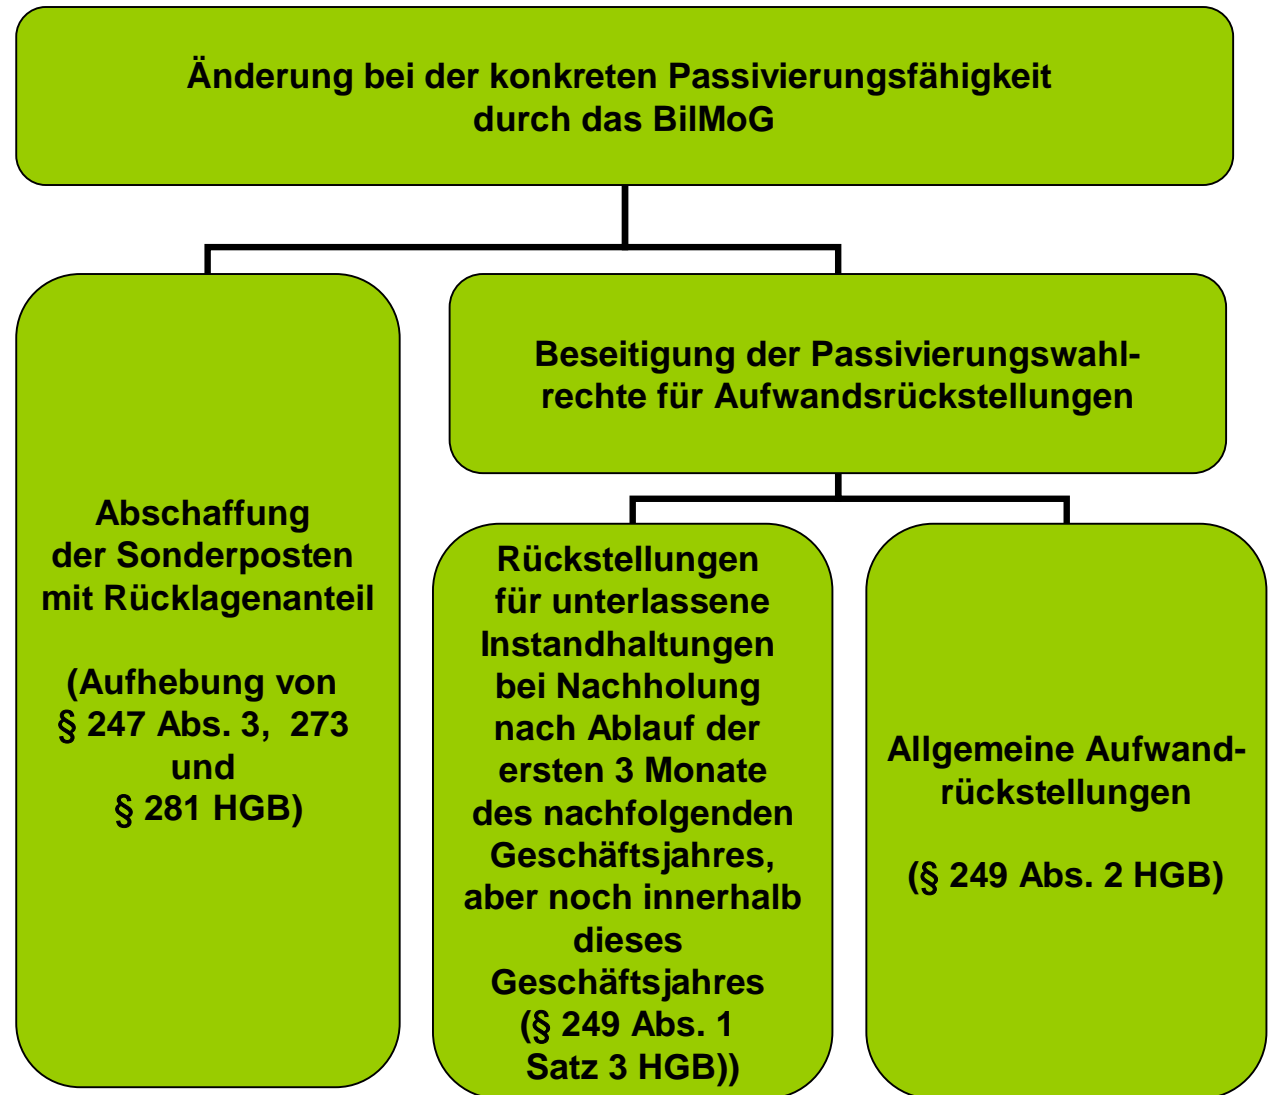 Änderung bei der konkreten Passivierungsfähigkeit
durch das BilMoG
Abschaffung
der Sonderposten
mit Rücklagenanteil
(Aufhebung von
§ 247 Abs. 3, 273
und
§ 281 HGB)
Beseitigung der Passivierungswahl-
rechte für Aufwandsrückstellungen
Rückstellungen
für unterlassene
Instandhaltungen
bei Nachholung
nach Ablauf der
ersten 3 Monate
des nachfolgenden
Geschäftsjahres,
aber noch innerhalb
dieses
Geschäftsjahres
(§ 249 Abs. 1
Satz 3 HGB))
Allgemeine Aufwand-
rückstellungen
(§ 249 Abs. 2 HGB)